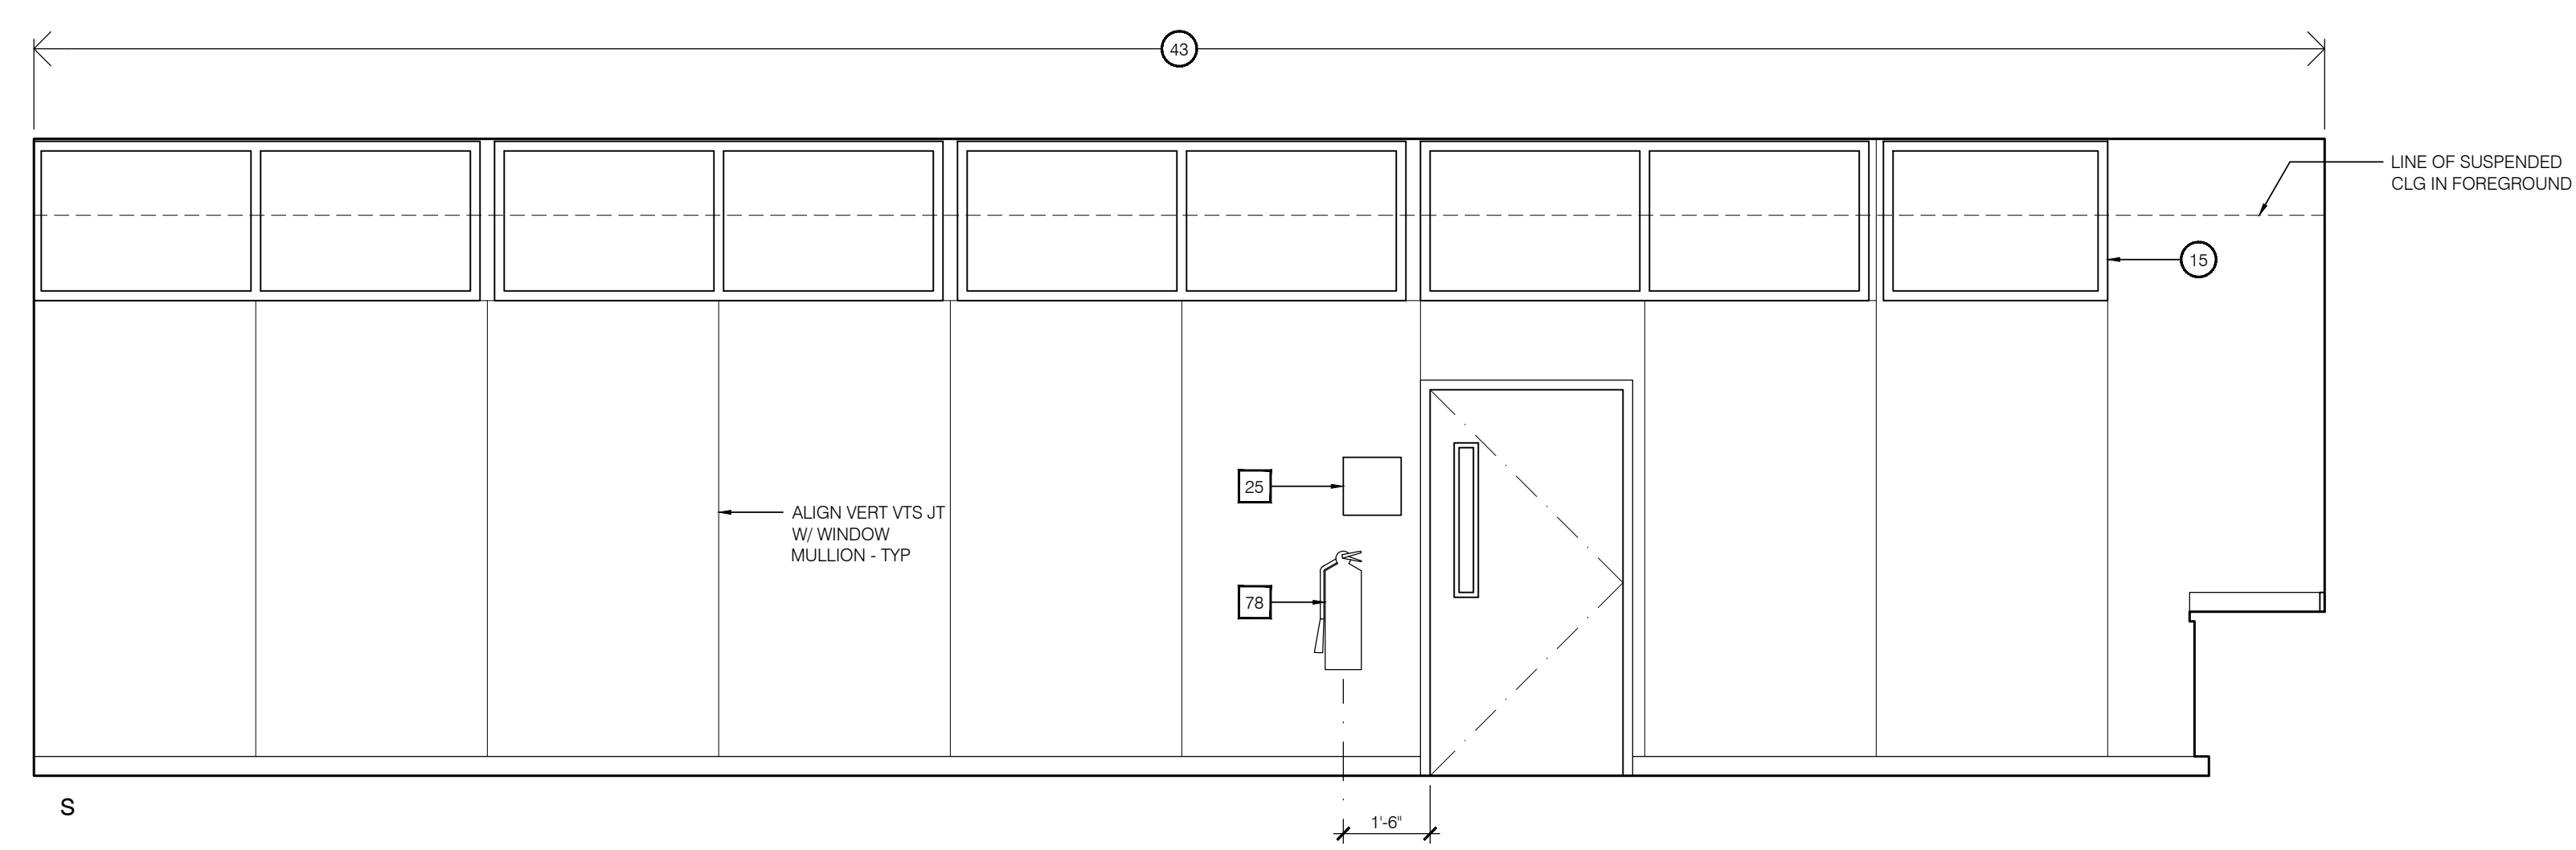 43
LINE OF SUSPENDED
CLG IN FOREGROUND
15
25
ALIGN VERT VTS JT
W/ WINDOW
MULLION - TYP
78
S
1'-6"